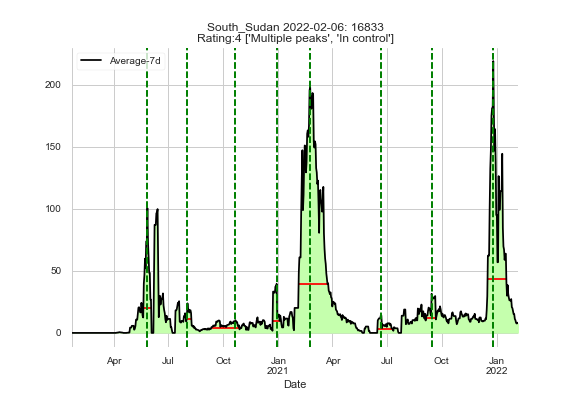 South_Sudan 2022-02-06: 16833
Rating:4 ['Multiple peaks', 'In control']
Average-7d
200
150
100
50
0
Apr Jul Oct Jan Apr Jul Oct Jan
2021 2022
Date